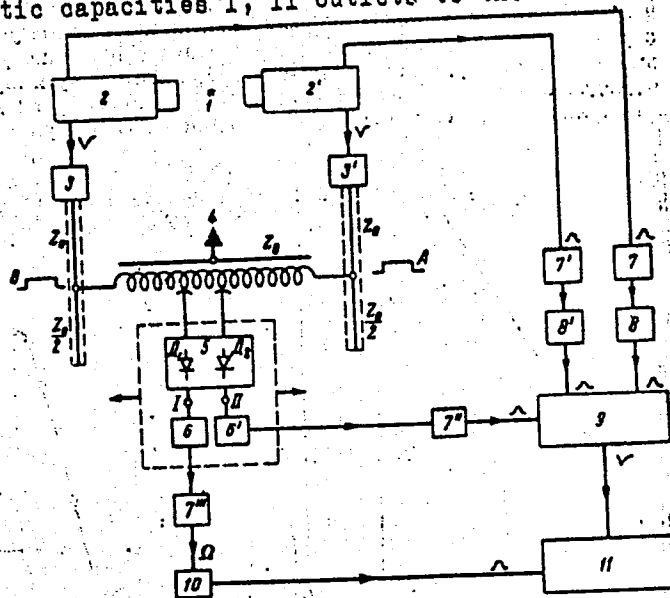 tic capacities I, II outlets to the
2
1
2'
3
3'
Z₀
4
Z₀
Z₀
B
A
Z₀/2
Z₀/2
7'
7
8'
8
Д₁ 5 Д₂
I II
6 6'
7"
9
7'''
Ω
10
11